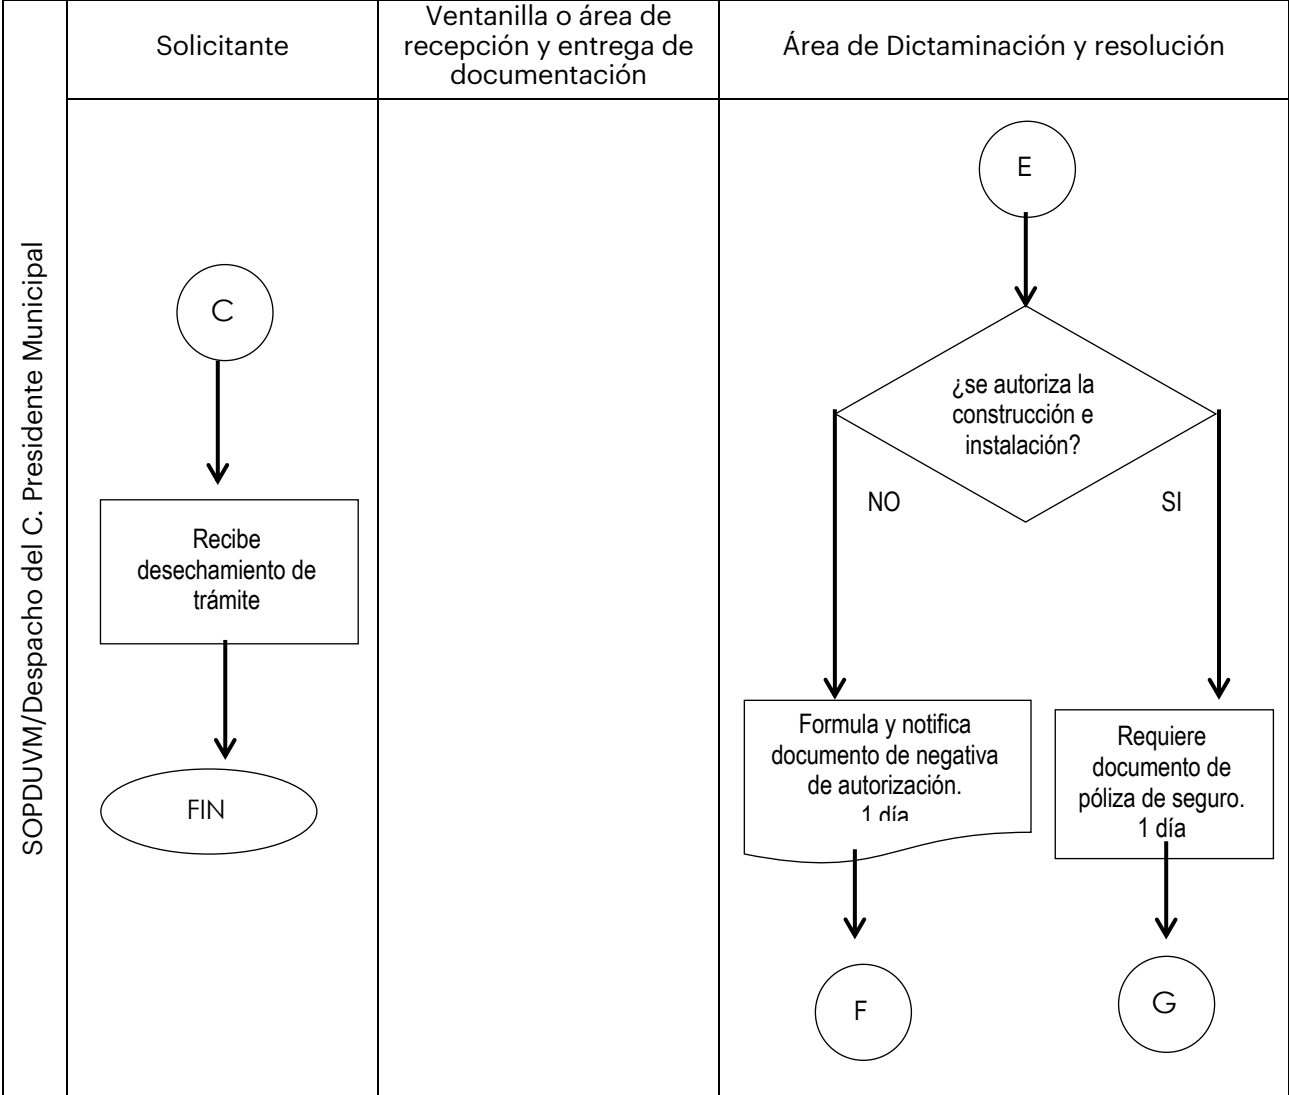 Solicitante
Ventanilla o área de
recepción y entrega de
documentación
Área de Dictaminación y resolución
SOPDUVM/Despacho del C. Presidente Municipal
C
Recibe
desechamiento de
trámite
FIN
E
¿se autoriza la
construcción e
instalación?
NO
SI
Formula y notifica
documento de negativa
de autorización.
1 día
Requiere
documento de
póliza de seguro.
1 día
F
G